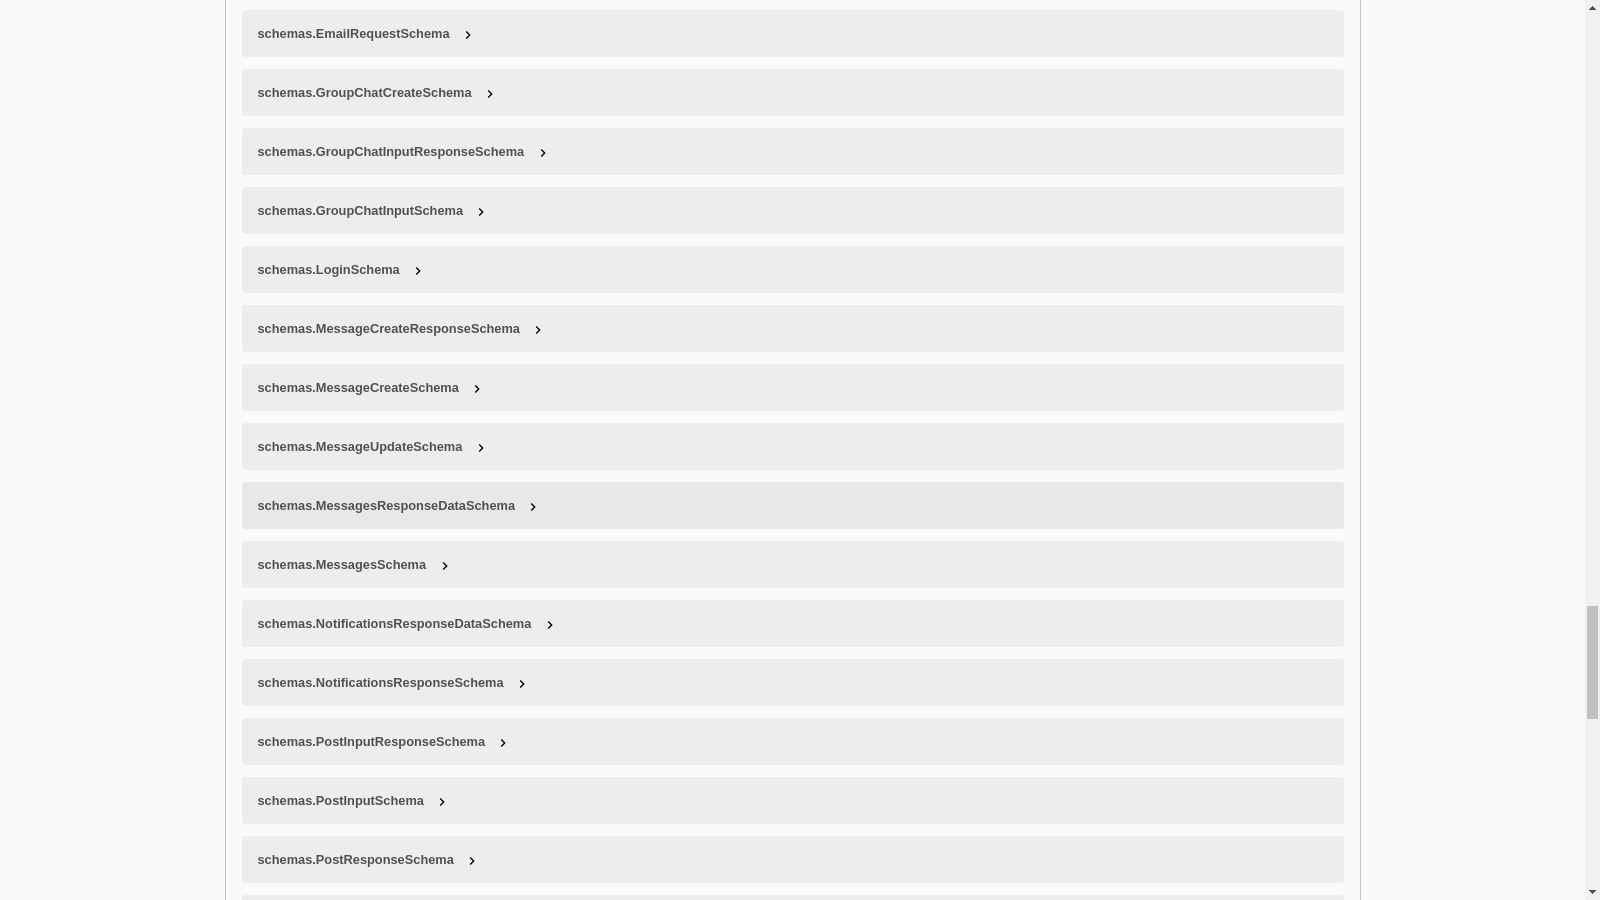 schemas.EmailRequestSchema
schemas.GroupChatCreateSchema
schemas.GroupChatInputResponseSchema
schemas.GroupChatInputSchema
schemas.LoginSchema
schemas.MessageCreateResponseSchema
schemas.MessageCreateSchema
schemas.MessageUpdateSchema
schemas.MessagesResponseDataSchema
schemas.MessagesSchema
schemas.NotificationsResponseDataSchema
schemas.NotificationsResponseSchema
schemas.PostInputResponseSchema
schemas.PostInputSchema
schemas.PostResponseSchema